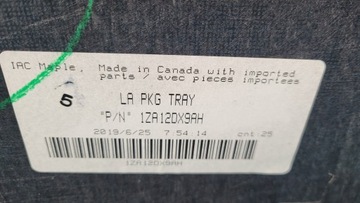 IAC Maple, Made in Canada with imported
parts / avec pieces importees
5
LA PKG TRAY
"P/N" 1ZA12DX9AH
2019/6/25 7 54 14 cnt:25
1ZA12DX9AH